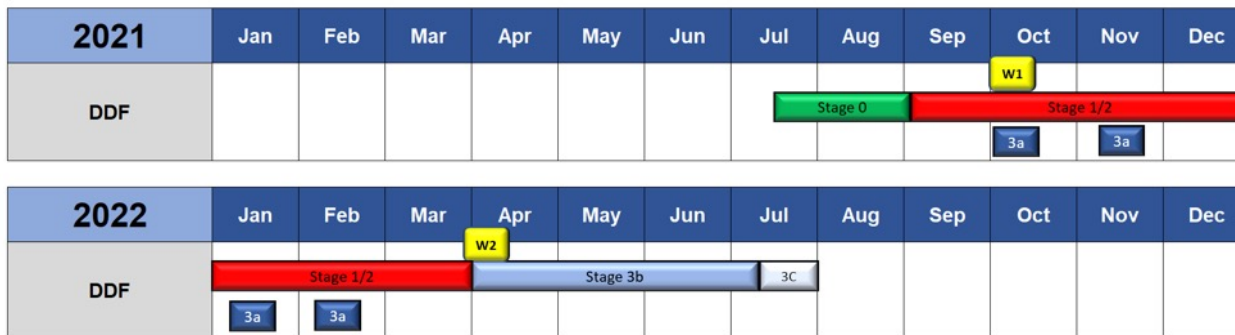 2021 Jan Feb Mar Apr May Jun Jul Aug Sep Oct Nov Dec
W1
DDF Stage 0 Stage 1/2
3a 3a
2022 Jan Feb Mar Apr May Jun Jul Aug Sep Oct Nov Dec
W2
DDF Stage 1/2 Stage 3b 3C
3a 3a